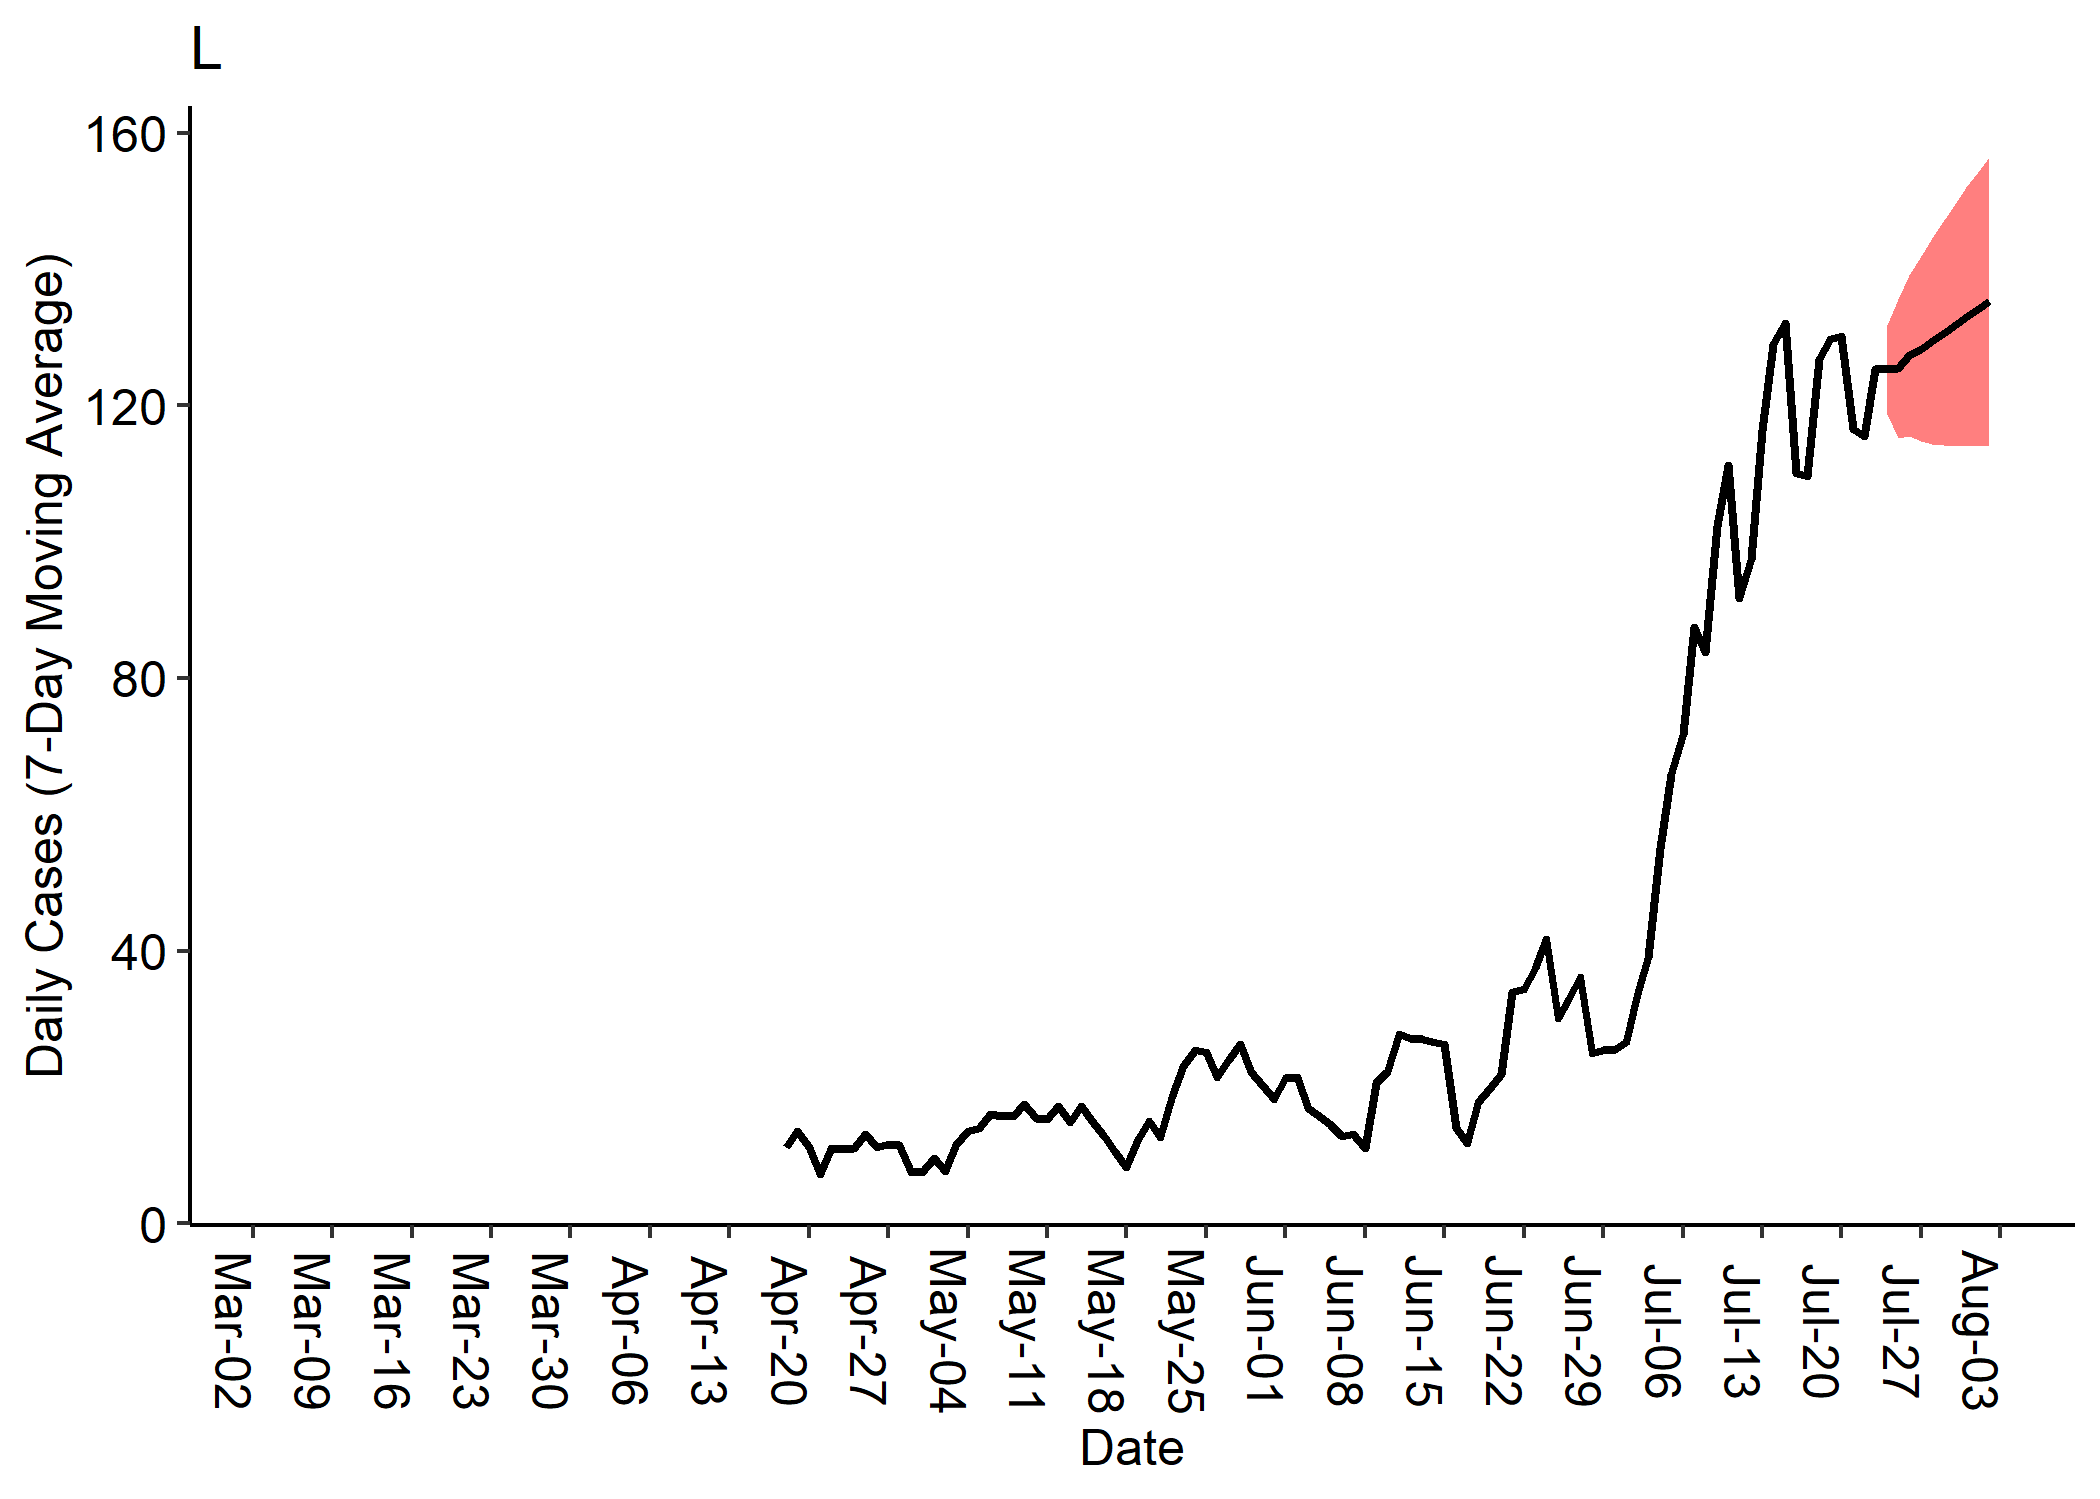 L
Daily Cases (7-Day Moving Average)
160
120
80
40
0
Mar-02
Mar-09
Mar-16
Mar-23
Mar-30
Apr-06
Apr-13
Apr-20
Apr-27
May-04
May-11
May-18
May-25
Jun-01
Jun-08
Jun-15
Jun-22
Jun-29
Jul-06
Jul-13
Jul-20
Jul-27
Aug-03
Date